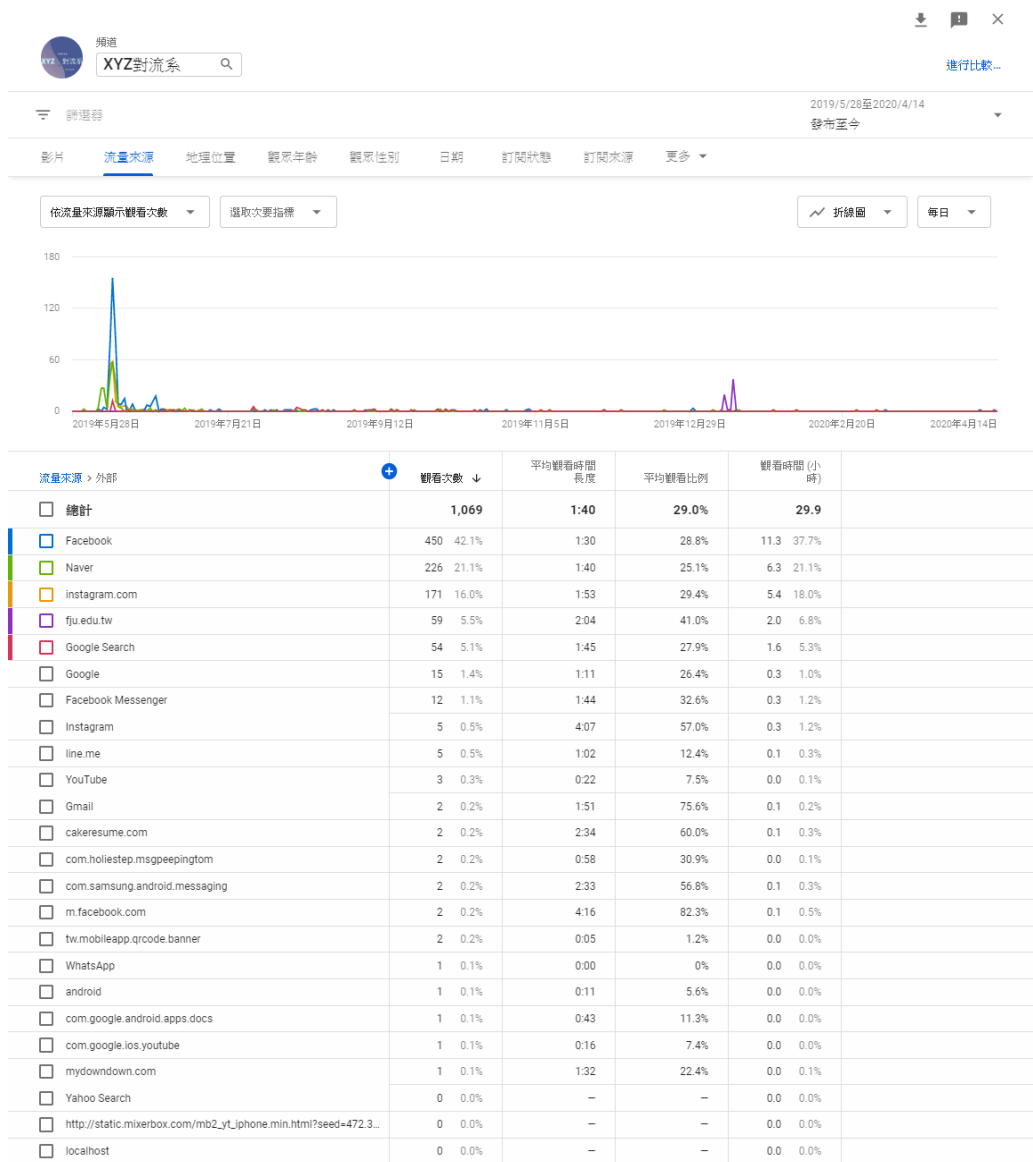 頻道
XYZ對流系
XYZ 對流系
進行比較...
篩選器
2019/5/28至2020/4/14
發布至今
影片 流量來源 地理位置 觀眾年齡 觀眾性別 日期 訂閱狀態 訂閱來源 更多
依流量來源顯示觀看次數 選取次要指標 折線圖 每日
180
120
60
0
2019年5月28日 2019年7月21日 2019年9月12日 2019年11月5日 2019年12月29日 2020年2月20日 2020年4月14日
流量來源 > 外部 觀看次數 ↓ 平均觀看時間長度 平均觀看比例 觀看時間 (小時)
總計 1,069 1:40 29.0% 29.9
Facebook 450 42.1% 1:30 28.8% 11.3 37.7%
Naver 226 21.1% 1:40 25.1% 6.3 21.1%
instagram.com 171 16.0% 1:53 29.4% 5.4 18.0%
fju.edu.tw 59 5.5% 2:04 41.0% 2.0 6.8%
Google Search 54 5.1% 1:45 27.9% 1.6 5.3%
Google 15 1.4% 1:11 26.4% 0.3 1.0%
Facebook Messenger 12 1.1% 1:44 32.6% 0.3 1.2%
Instagram 5 0.5% 4:07 57.0% 0.3 1.2%
line.me 5 0.5% 1:02 12.4% 0.1 0.3%
YouTube 3 0.3% 0:22 7.5% 0.0 0.1%
Gmail 2 0.2% 1:51 75.6% 0.1 0.2%
cakeresume.com 2 0.2% 2:34 60.0% 0.1 0.3%
com.holiestep.msgpeepingtom 2 0.2% 0:58 30.9% 0.0 0.1%
com.samsung.android.messaging 2 0.2% 2:33 56.8% 0.1 0.3%
m.facebook.com 2 0.2% 4:16 82.3% 0.1 0.5%
tw.mobileapp.qrcode.banner 2 0.2% 0:05 1.2% 0.0 0.0%
WhatsApp 1 0.1% 0:00 0% 0.0 0.0%
android 1 0.1% 0:11 5.6% 0.0 0.0%
com.google.android.apps.docs 1 0.1% 0:43 11.3% 0.0 0.0%
com.google.ios.youtube 1 0.1% 0:16 7.4% 0.0 0.0%
mydowndown.com 1 0.1% 1:32 22.4% 0.0 0.1%
Yahoo Search 0 0.0% – – 0.0 0.0%
http://static.mixerbox.com/mb2_yt_iphone.min.html?seed=472.3... 0 0.0% – – 0.0 0.0%
localhost 0 0.0% – – 0.0 0.0%